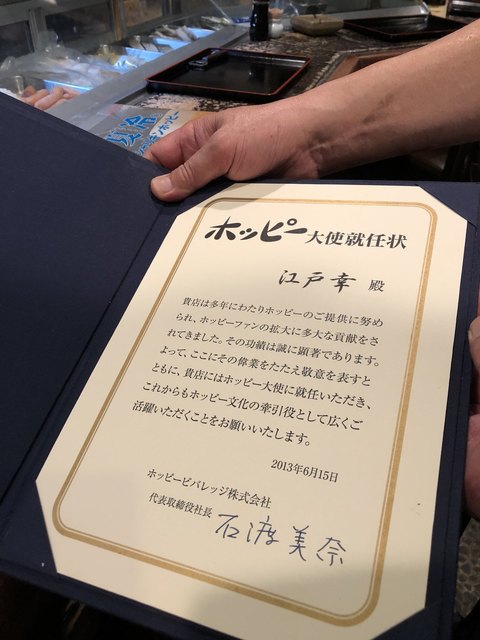 ホッピー大使就任状
江戸幸 殿
貴店は多年にわたりホッピーのご提供に努め
られ、ホッピーファンの拡大に多大な貢献をさ
れてきました。その功績は誠に顕著であります。
よって、ここにその偉業をたたえ敬意を表すと
ともに、貴店にはホッピー大使に就任いただき、
これからもホッピー文化の牽引役として広くご
活躍いただくことをお願いいたします。
2013年6月15日
ホッピービバレッジ株式会社
代表取締役社長 石渡美奈